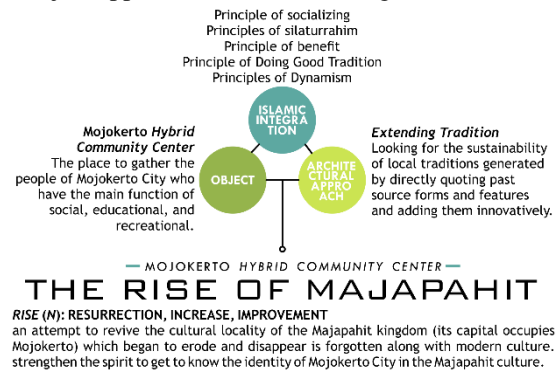 Principle of socializing
Principles of silaturrahim
Principle of benefit
Principle of Doing Good Tradition
Principles of Dynamism
ISLAMIC
INTEGRA
TION
Mojokerto Hybrid
Community Center
The place to gather the
people of Mojokerto City who
have the main function of
social, educational, and
recreational.
OBJECT
ARCHITE
CTURAL
APPRO
ACH
Extending Tradition
Looking for the sustainability
of local traditions generated
by directly quoting past
source forms and features
and adding them innovatively.
MOJOKERTO HYBRID COMMUNITY CENTER
THE RISE OF MAJAPAHIT
RISE (N): RESURRECTION, INCREASE, IMPROVEMENT
an attempt to revive the cultural locality of the Majapahit kingdom (its capital occupies
Mojokerto) which began to erode and disappear is forgotten along with modern culture.
strengthen the spirit to get to know the identity of Mojokerto City in the Majapahit culture.